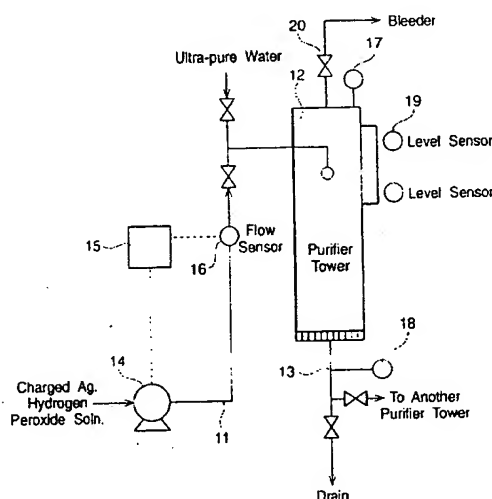 20
Bleeder
17
Ultra-pure Water
12
19
Level Sensor
Level Sensor
15
Flow
Sensor
16
Purifier
Tower
18
14
13
Charged Ag.
Hydrogen
Peroxide Soln.
To Another
Purifier Tower
11
Drain